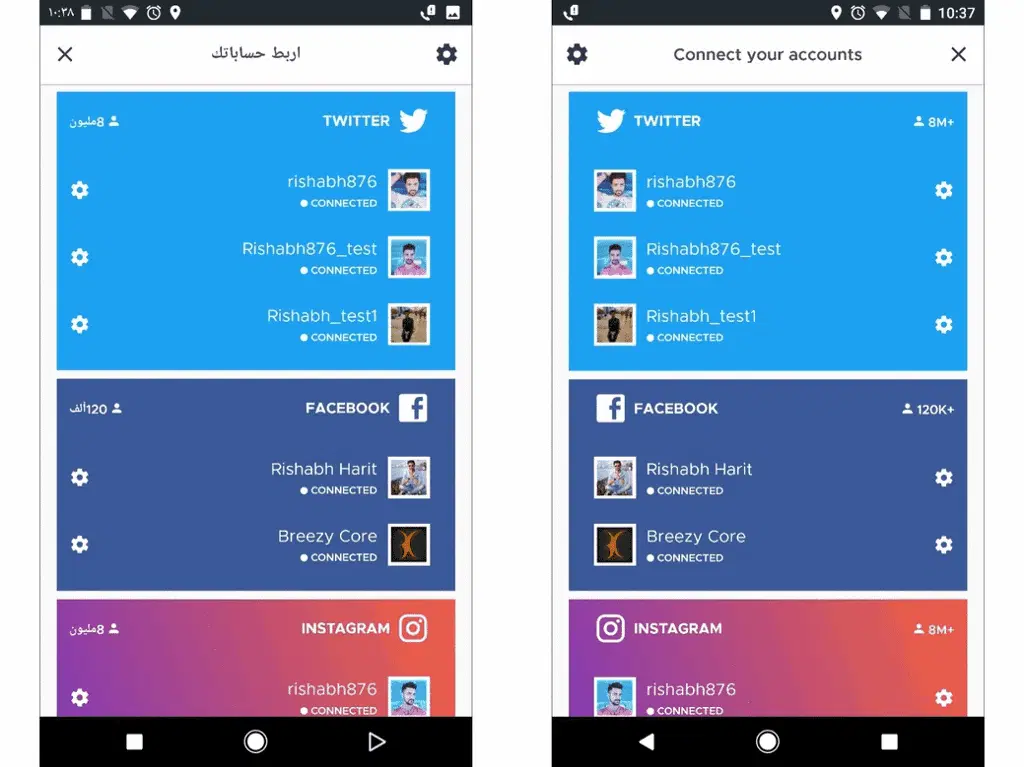 ١٠:٣٨
اربط حساباتك
TWITTER
8مليون
rishabh876
CONNECTED
Rishabh876_test
CONNECTED
Rishabh_test1
CONNECTED
FACEBOOK
120ألف
Rishabh Harit
CONNECTED
Breezy Core
CONNECTED
INSTAGRAM
8مليون
rishabh876
CONNECTED
10:37
Connect your accounts
TWITTER
8M+
rishabh876
CONNECTED
Rishabh876_test
CONNECTED
Rishabh_test1
CONNECTED
FACEBOOK
120K+
Rishabh Harit
CONNECTED
Breezy Core
CONNECTED
INSTAGRAM
8M+
rishabh876
CONNECTED